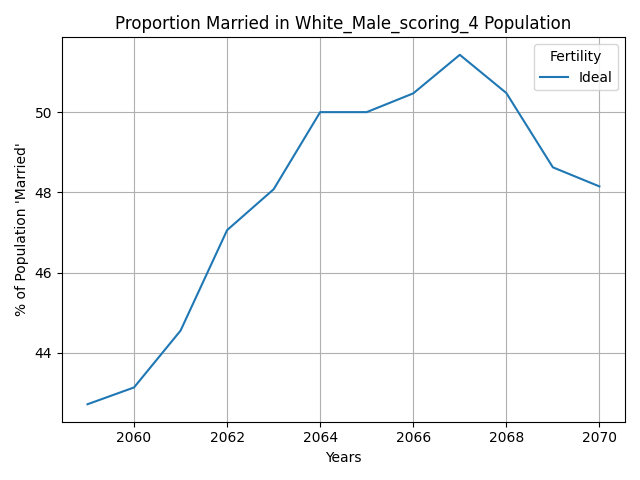 Proportion Married in White_Male_scoring_4 Population
Fertility
Ideal
% of Population 'Married'
50
48
46
44
2060 2062 2064 2066 2068 2070
Years